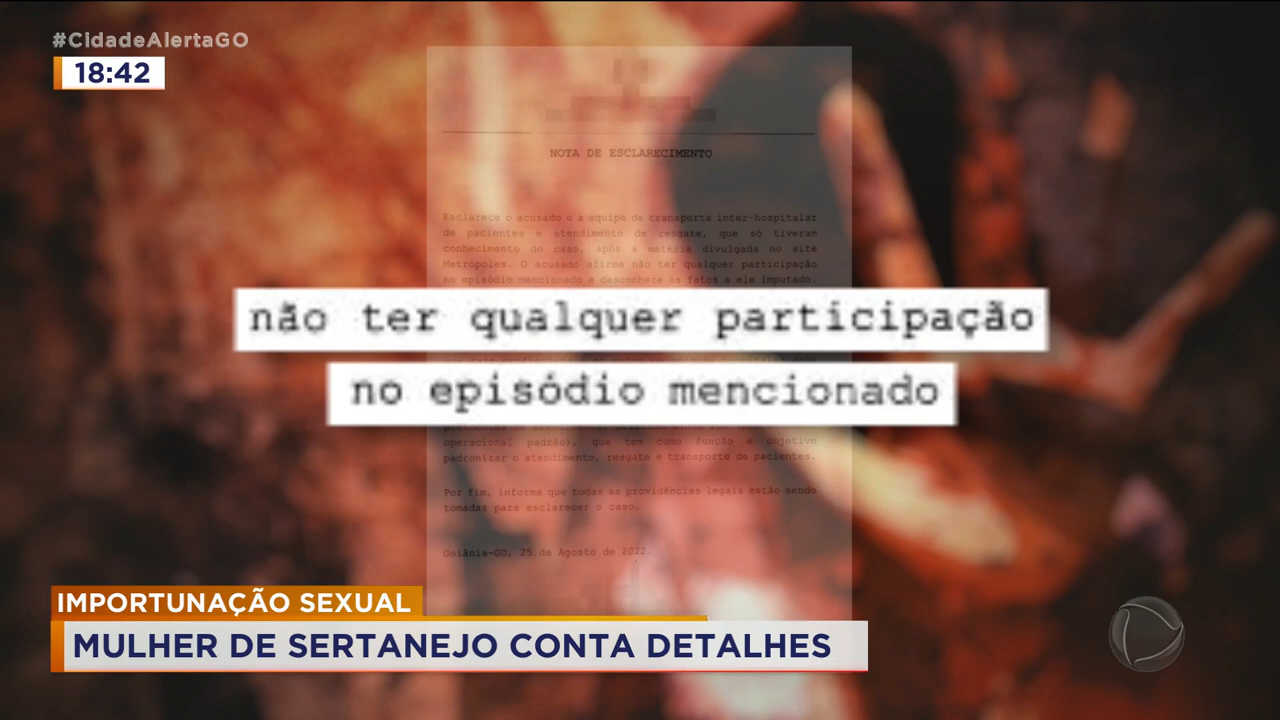 #CidadeAlertaGO
18:42
NOTA DE ESCLARECIMENTO
Esclarece o acusado e a equipe de transporte inter-hospitalar
de pacientes e atendimento de resgate, que só tiveram
conhecimento do caso, após a matéria divulgada no site
Metrópoles. O acusado afirma não ter qualquer participação
no episódio mencionado e desconhece os fatos a ele imputado.
não ter qualquer participação
no episódio mencionado
operacional padrão), que tem como função e objetivo
padronizar o atendimento, resgate e transporte de pacientes.
Por fim, informa que todas as providências legais estão sendo
tomadas para esclarecer o caso.
Goiânia-GO, 25 de Agosto de 2022.
IMPORTUNAÇÃO SEXUAL
MULHER DE SERTANEJO CONTA DETALHES